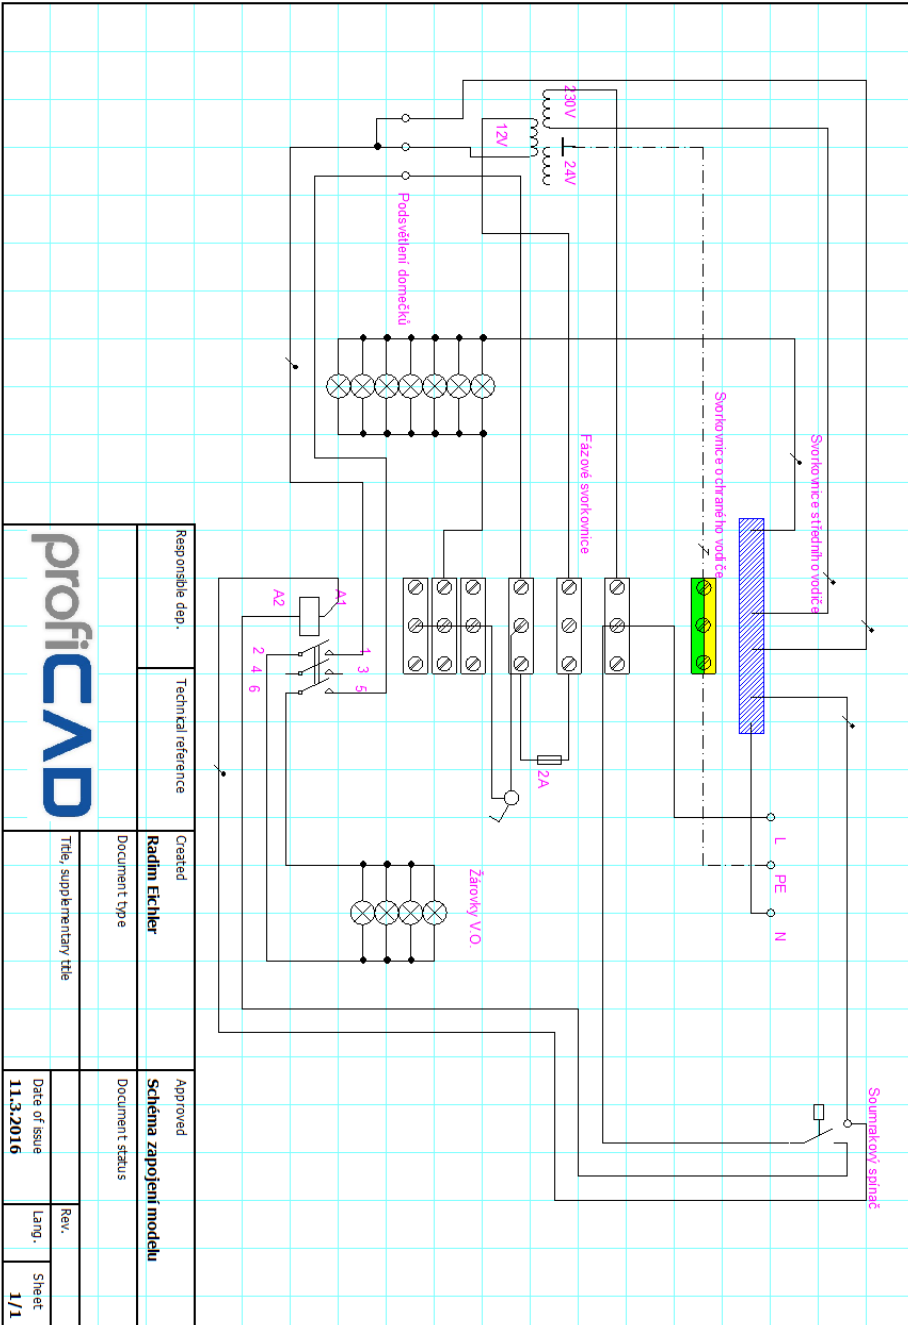 230V
12V
24V
Podsvětlení domečků
Fázové svorkovnice
Svorkovnice ochraného vodiče
Svorkovnice středního vodiče
A1
A2
1
3
5
2
4
6
2A
Žárovky V.O.
L
PE
N
Soumrakový spínač
Responsible dep.
Technical reference
Created
Radim Eichler
Approved
Schéma zapojení modelu
Document type
Document status
Title, supplementary title
Rev.
Date of issue
11.3.2016
Lang.
Sheet
1/1
profiCAD